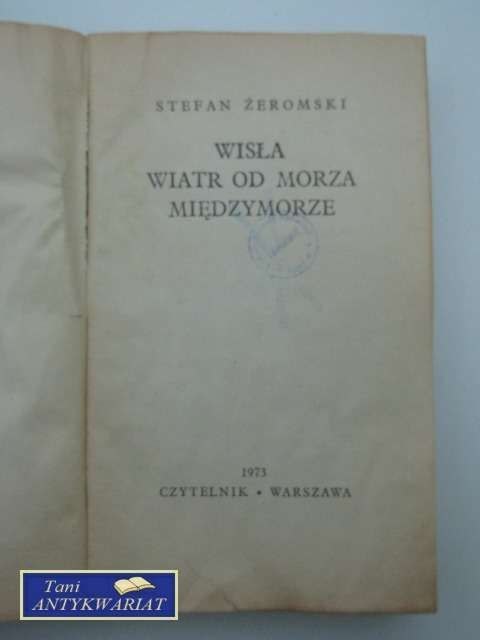 STEFAN ŻEROMSKI
WISŁA
WIATR OD MORZA
MIĘDZYMORZE
1973
CZYTELNIK • WARSZAWA
Tani
ANTYKWARIAT